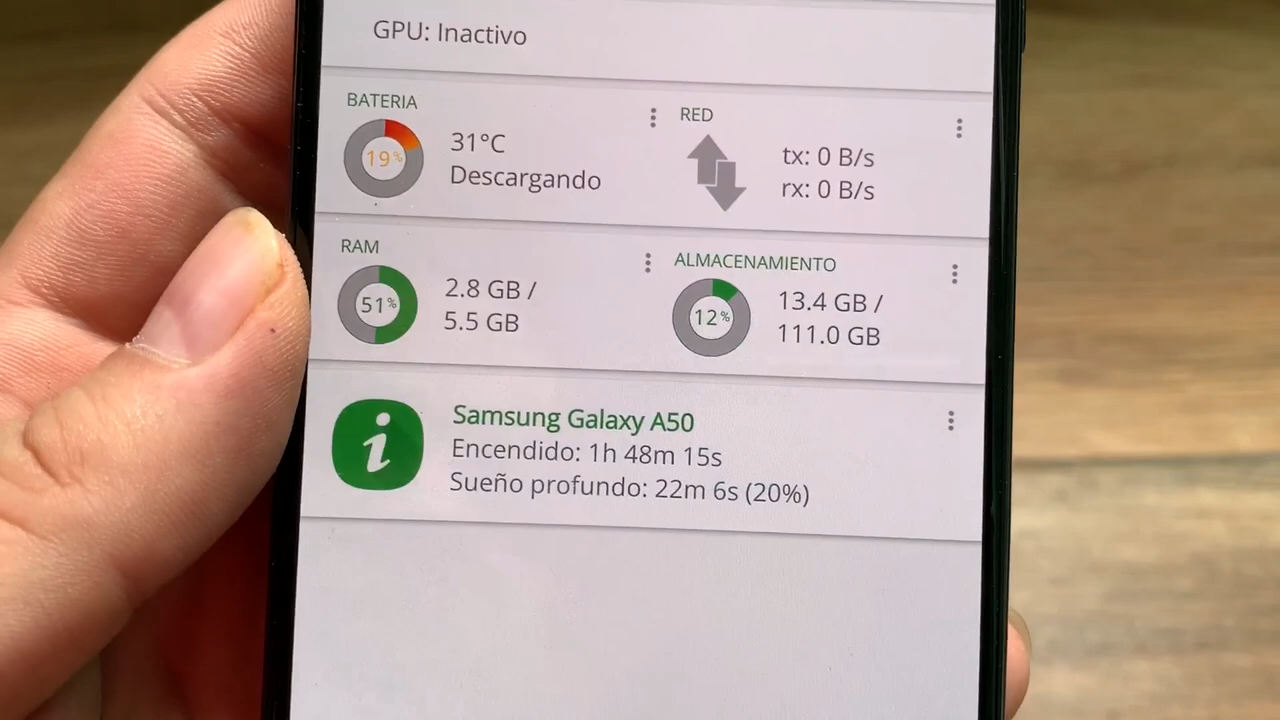 GPU: Inactivo
BATERIA
19%
31°C
Descargando
RED
tx: 0 B/s
rx: 0 B/s
RAM
51%
2.8 GB /
5.5 GB
ALMACENAMIENTO
12%
13.4 GB /
111.0 GB
i
Samsung Galaxy A50
Encendido: 1h 48m 15s
Sueño profundo: 22m 6s (20%)